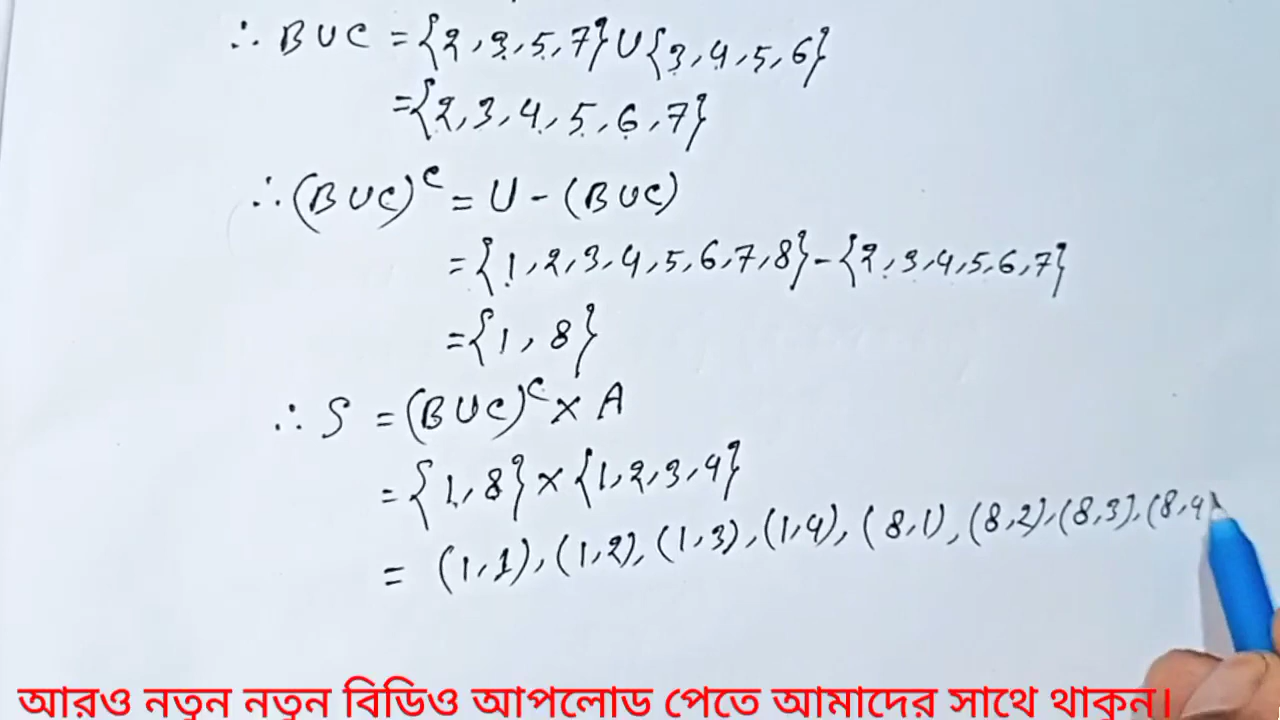 ∴ B∪C = {2,3,5,7}∪{3,4,5,6}
= {2,3,4,5,6,7}
∴ (B∪C)ᶜ = U - (B∪C)
= {1,2,3,4,5,6,7,8} - {2,3,4,5,6,7}
= {1,8}
∴ S = (B∪C)ᶜ × A
= {1,8} × {1,2,3,4}
= (1,1), (1,2), (1,3), (1,4), (8,1), (8,2), (8,3), (8,4
আরও নতুন নতুন বিডিও আপলোড পেতে আমাদের সাথে থাকুন।